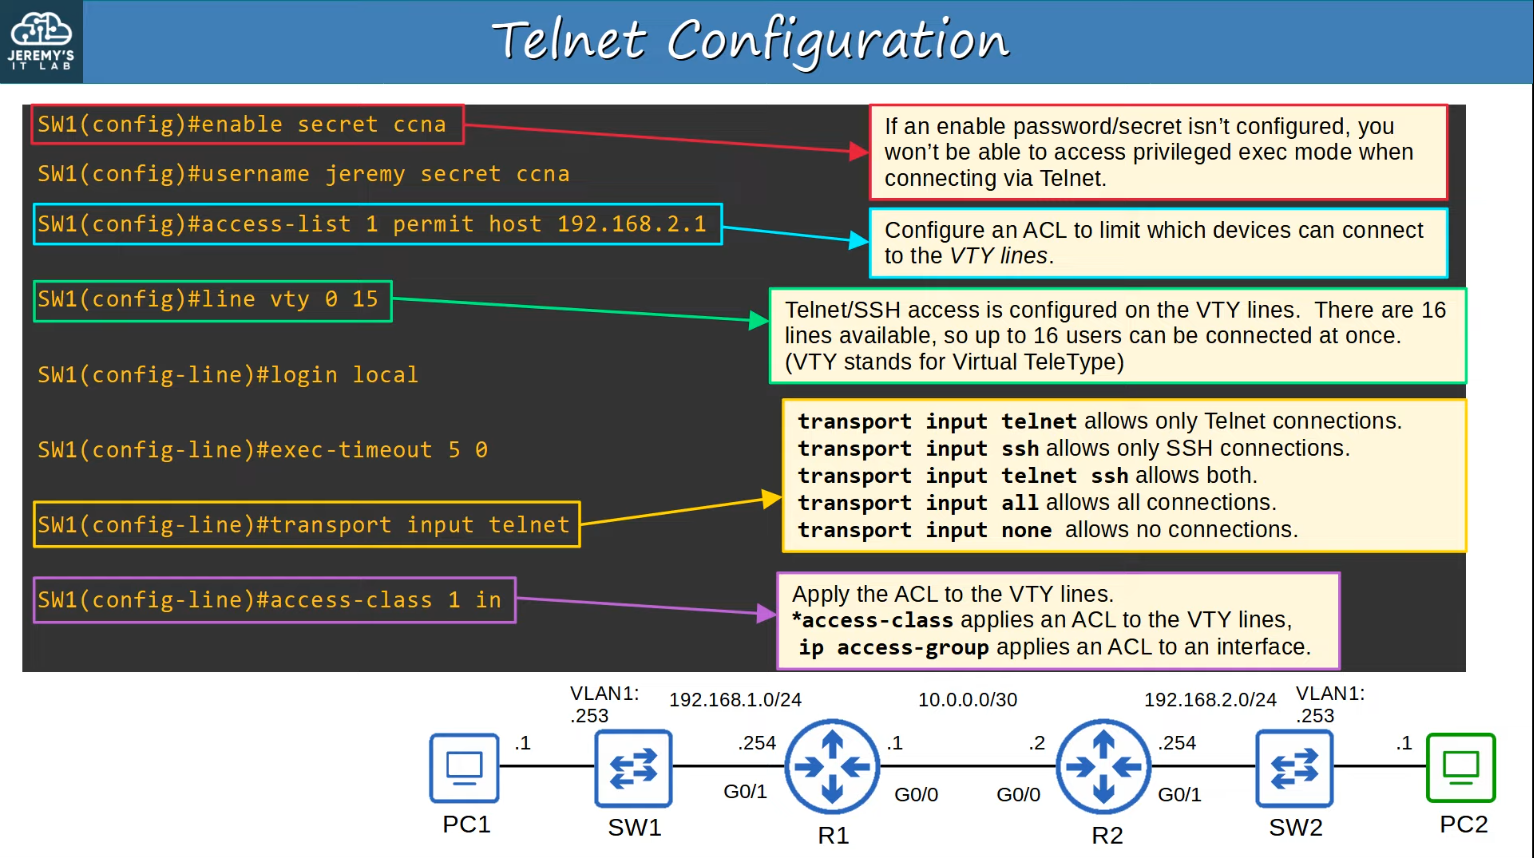 JEREMY'S
IT LAB
Telnet Configuration
SW1(config)#enable secret ccna
If an enable password/secret isn't configured, you
won't be able to access privileged exec mode when
connecting via Telnet.
SW1(config)#username jeremy secret ccna
SW1(config)#access-list 1 permit host 192.168.2.1
Configure an ACL to limit which devices can connect
to the VTY lines.
SW1(config)#line vty 0 15
Telnet/SSH access is configured on the VTY lines.  There are 16
lines available, so up to 16 users can be connected at once.
(VTY stands for Virtual TeleType)
SW1(config-line)#login local
SW1(config-line)#exec-timeout 5 0
SW1(config-line)#transport input telnet
transport input telnet allows only Telnet connections.
transport input ssh allows only SSH connections.
transport input telnet ssh allows both.
transport input all allows all connections.
transport input none  allows no connections.
SW1(config-line)#access-class 1 in
Apply the ACL to the VTY lines.
*access-class applies an ACL to the VTY lines,
ip access-group applies an ACL to an interface.
VLAN1:
.253
192.168.1.0/24
10.0.0.0/30
192.168.2.0/24
VLAN1:
.253
.1
.254
.1
.2
.254
.1
G0/1
G0/0
G0/0
G0/1
PC1
SW1
R1
R2
SW2
PC2